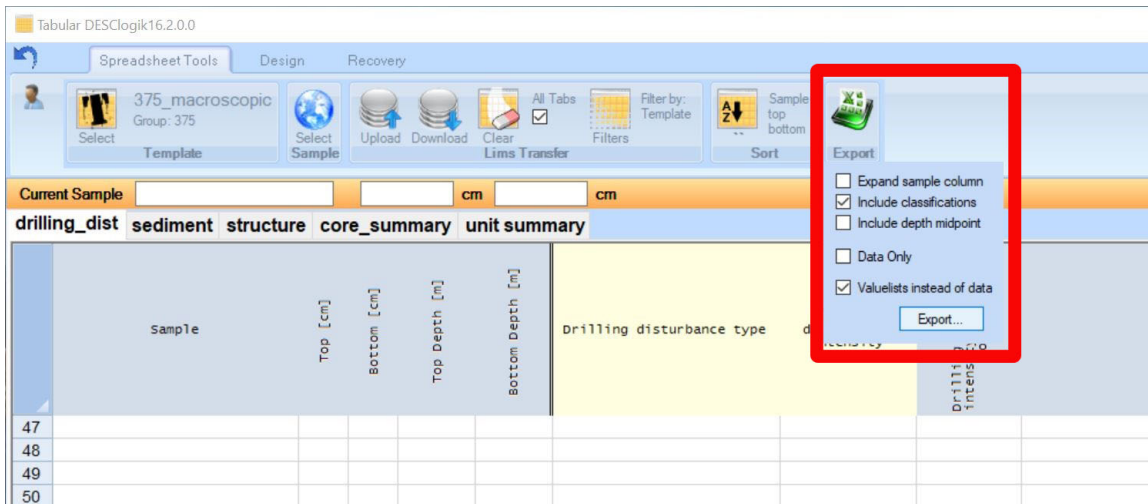 Tabular DESClogik16.2.0.0
Spreadsheet Tools Design Recovery
375_macroscopic
Group: 375
Select
Template
Select
Sample
Upload Download Clear
All Tabs
Lims Transfer
Filters
Filter by:
Template
Sample
top
bottom
Sort
Export
Expand sample column
Include classifications
Include depth midpoint
Data Only
Valuelists instead of data
Export...
Current Sample cm cm
drilling_dist sediment structure core_summary unit summary
Sample
Top [cm]
Bottom [cm]
Top Depth [m]
Bottom Depth [m]
Drilling disturbance type
47
48
49
50